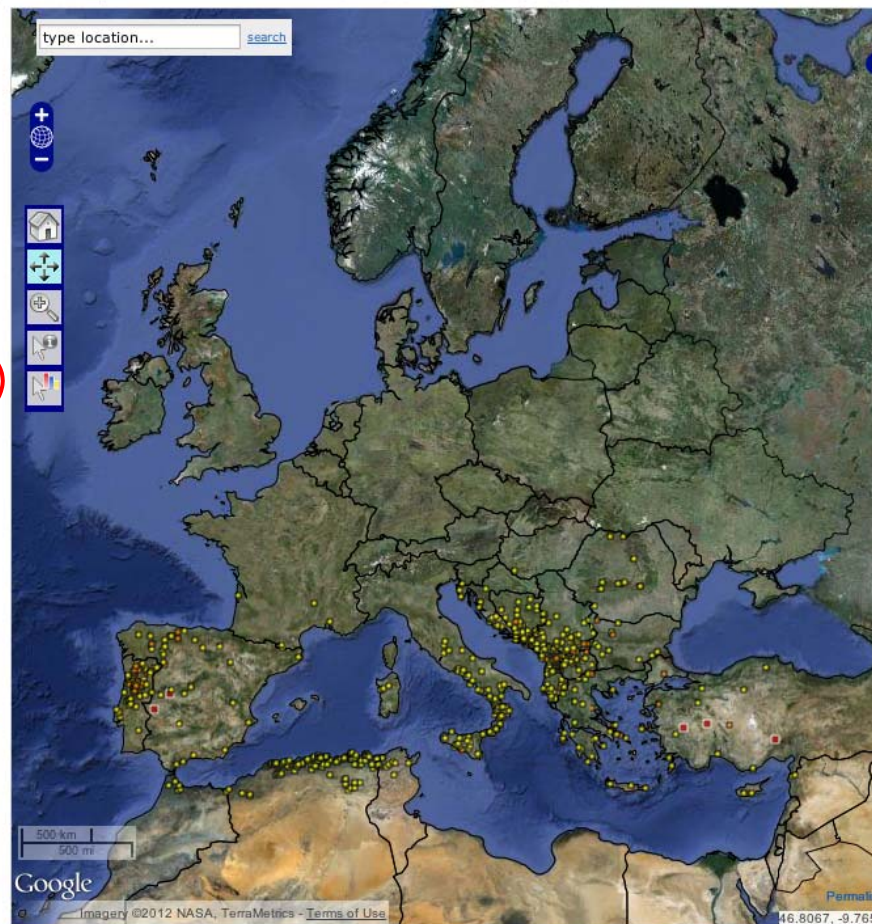 type location... search
500 km
500 mi
Google
Imagery ©2012 NASA, TerraMetrics - Terms of Use
Permalin
46.8067, -9.765